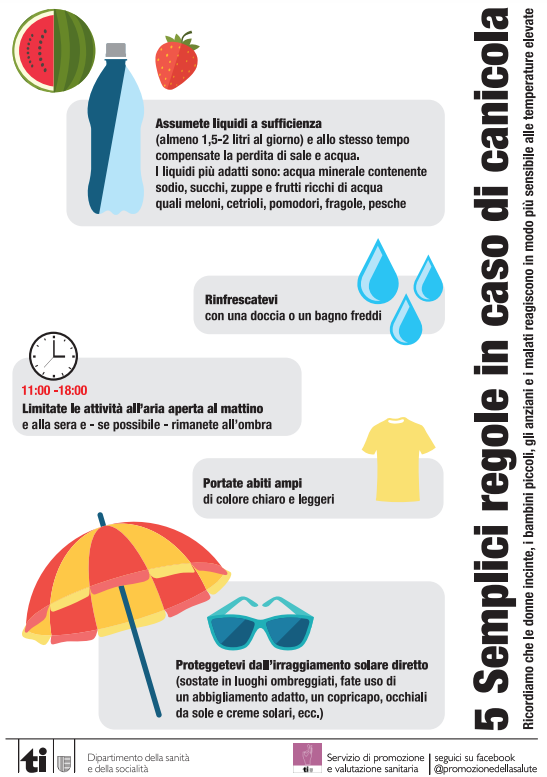 5 Semplici regole in caso di canicola
Ricordiamo che le donne incinte, i bambini piccoli, gli anziani e i malati reagiscono in modo più sensibile alle temperature elevate
Assumete liquidi a sufficienza
(almeno 1,5-2 litri al giorno) e allo stesso tempo
compensate la perdita di sale e acqua.
I liquidi più adatti sono: acqua minerale contenente
sodio, succhi, zuppe e frutti ricchi di acqua
quali meloni, cetrioli, pomodori, fragole, pesche
Rinfrescatevi
con una doccia o un bagno freddi
11:00 -18:00
Limitate le attività all'aria aperta al mattino
e alla sera e - se possibile - rimanete all'ombra
Portate abiti ampi
di colore chiaro e leggeri
Proteggetevi dall'irraggiamento solare diretto
(sostate in luoghi ombreggiati, fate uso di
un abbigliamento adatto, un copricapo, occhiali
da sole e creme solari, ecc.)
ti
Dipartimento della sanità
e della socialità
ti
Servizio di promozione
e valutazione sanitaria
seguici su facebook
@promozionedellasalute